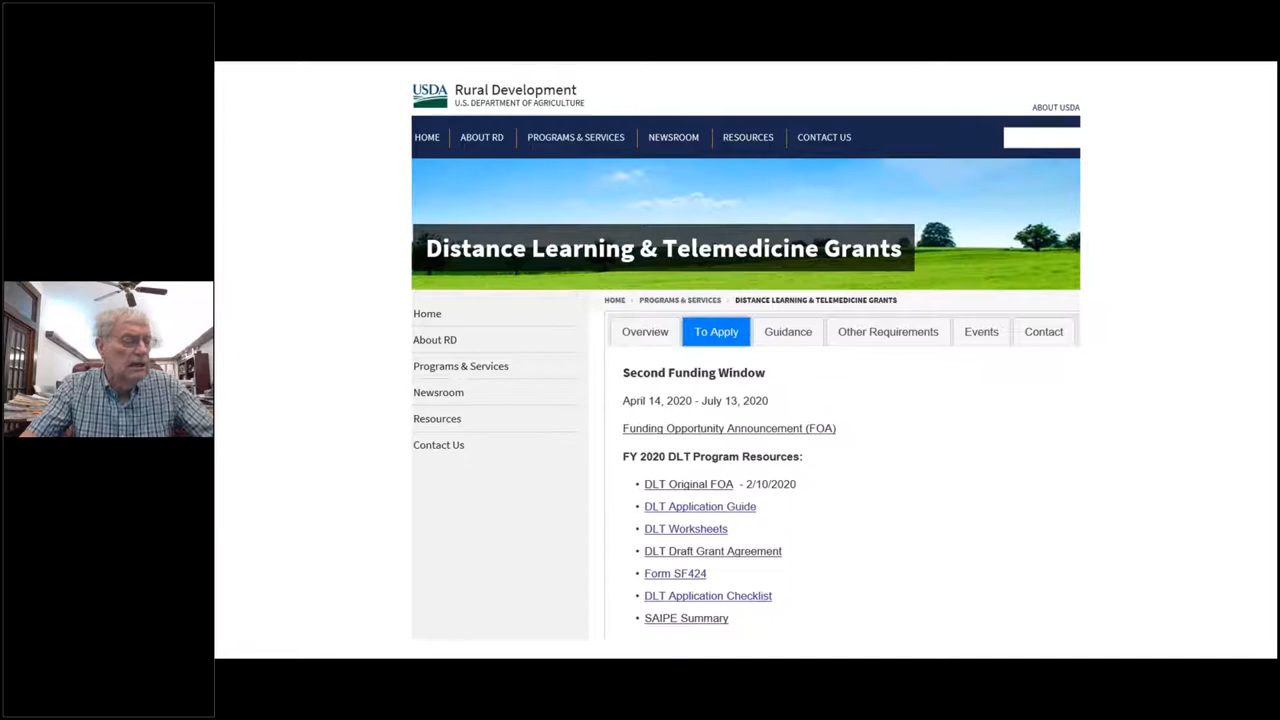 USDA
Rural Development
U.S. DEPARTMENT OF AGRICULTURE
ABOUT USDA
HOME
ABOUT RD
PROGRAMS & SERVICES
NEWSROOM
RESOURCES
CONTACT US
Distance Learning & Telemedicine Grants
HOME
PROGRAMS & SERVICES
DISTANCE LEARNING & TELEMEDICINE GRANTS
Home
About RD
Programs & Services
Newsroom
Resources
Contact Us
Overview
To Apply
Guidance
Other Requirements
Events
Contact
Second Funding Window
April 14, 2020 - July 13, 2020
Funding Opportunity Announcement (FOA)
FY 2020 DLT Program Resources:
• DLT Original FOA - 2/10/2020
• DLT Application Guide
• DLT Worksheets
• DLT Draft Grant Agreement
• Form SF424
• DLT Application Checklist
• SAIPE Summary